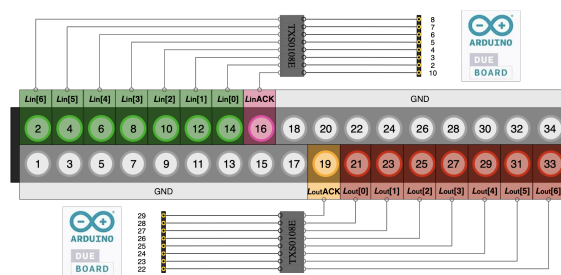 8
7
6
5
4
3
2
10
TXS0108E
ARDUINO
DUE
BOARD
Lin[6] Lin[5] Lin[4] Lin[3] Lin[2] Lin[1] Lin[0] LinACK GND
2 4 6 8 10 12 14 16 18 20 22 24 26 28 30 32 34
1 3 5 7 9 11 13 15 17 19 21 23 25 27 29 31 33
GND LoutACK Lout[0] Lout[1] Lout[2] Lout[3] Lout[4] Lout[5] Lout[6]
ARDUINO
DUE
BOARD
29
28
27
26
25
24
23
22
TXS0108E